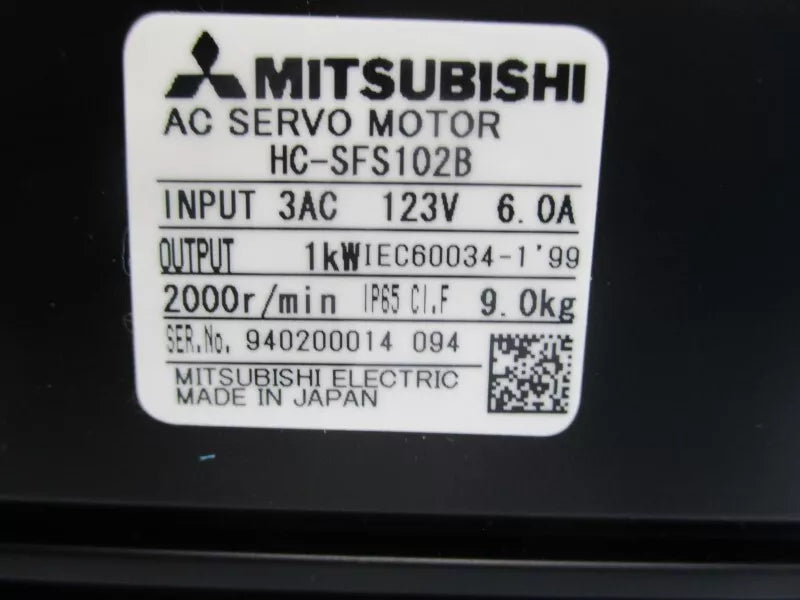 MITSUBISHI
AC SERVO MOTOR
HC-SFS102B
INPUT 3AC 123V 6.0A
OUTPUT 1kW IEC60034-1'99
2000r/min IP65 Cl.F 9.0kg
SER.No. 940200014 094
MITSUBISHI ELECTRIC
MADE IN JAPAN